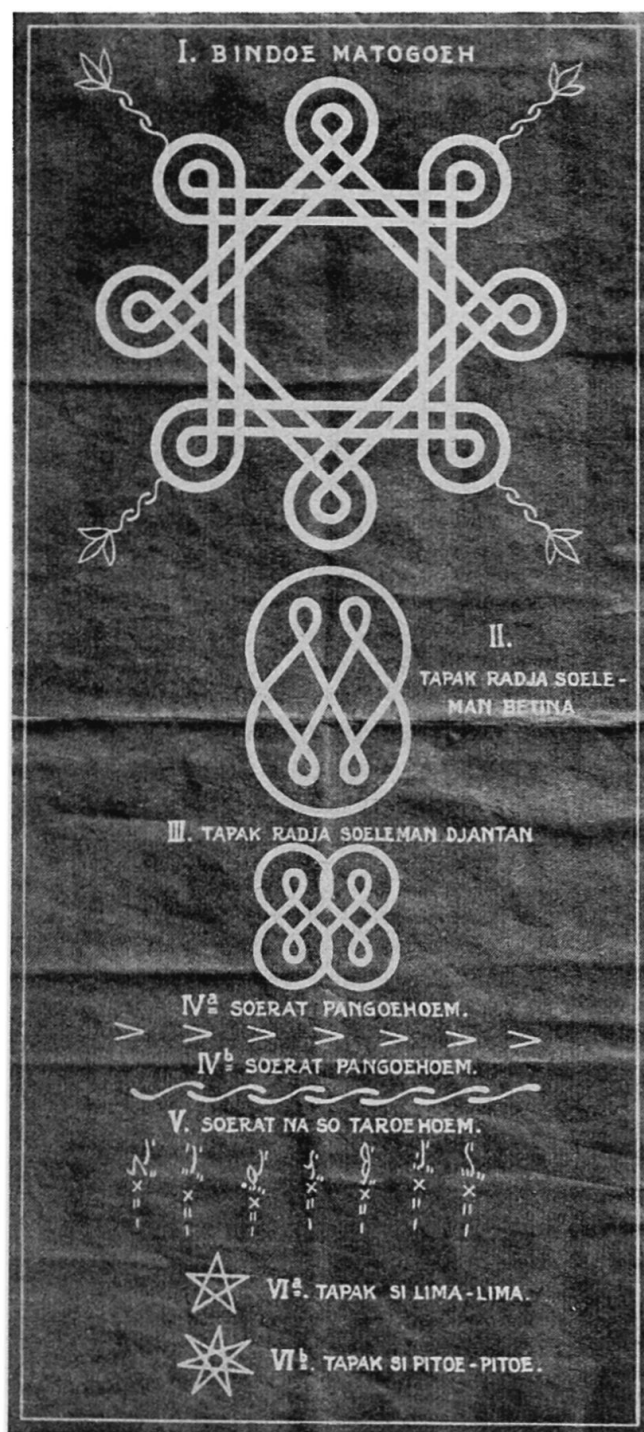 I. BINDOE MATOGOEH
II.
TAPAK RADJA SOELE-
MAN BETINA
III. TAPAK RADJA SOELEMAN DJANTAN
IVa SOERAT PANGOEHOEM.
IVb SOERAT PANGOEHOEM.
V. SOERAT NA SO TAROEHOEM.
VIa. TAPAK SI LIMA-LIMA.
VIb. TAPAK SI PITOE-PITOE.